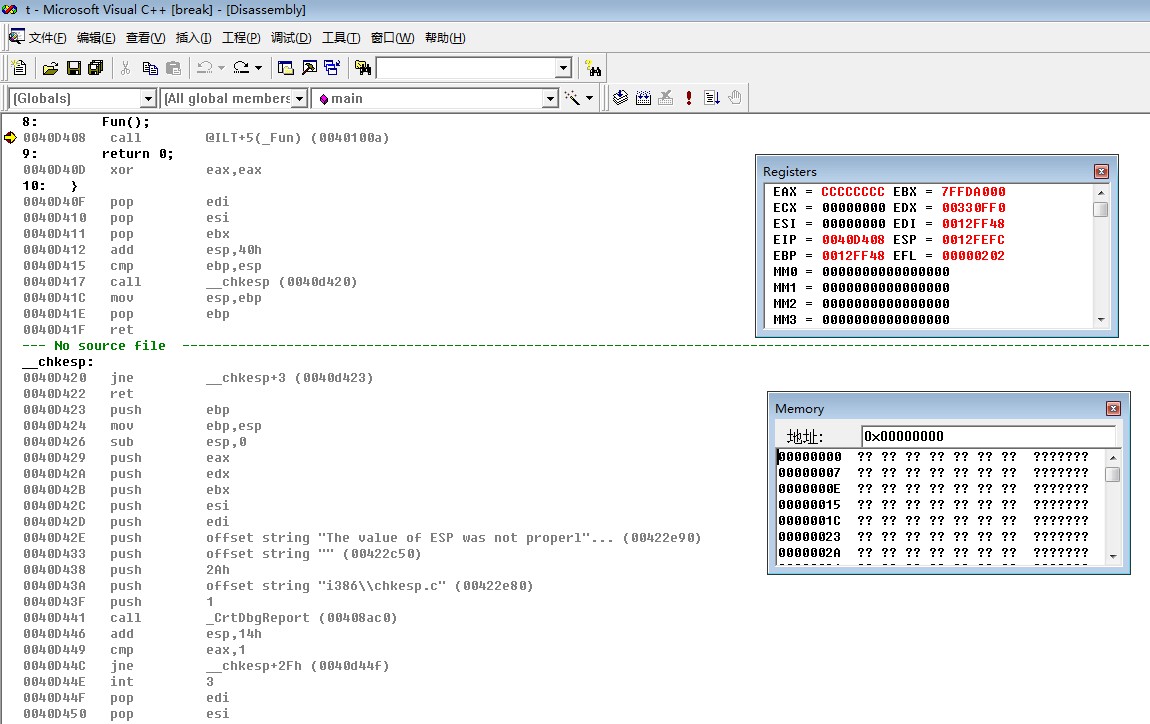 t - Microsoft Visual C++ [break] - [Disassembly]
文件(F) 编辑(E) 查看(V) 插入(I) 工程(P) 调试(D) 工具(T) 窗口(W) 帮助(H)
(Globals) (All global members main
8: Fun();
0040D408 call @ILT+5(_Fun) (0040100a)
9: return 0;
0040D40D xor eax,eax
10: }
0040D40F pop edi
0040D410 pop esi
0040D411 pop ebx
0040D412 add esp,40h
0040D415 cmp ebp,esp
0040D417 call __chkesp (0040d420)
0040D41C mov esp,ebp
0040D41E pop ebp
0040D41F ret
--- No source file
__chkesp:
0040D420 jne __chkesp+3 (0040d423)
0040D422 ret
0040D423 push ebp
0040D424 mov ebp,esp
0040D426 sub esp,0
0040D429 push eax
0040D42A push edx
0040D42B push ebx
0040D42C push esi
0040D42D push edi
0040D42E push offset string "The value of ESP was not properl"... (00422e90)
0040D433 push offset string "" (00422c50)
0040D438 push 2Ah
0040D43A push offset string "i386\\chkesp.c" (00422e80)
0040D43F push 1
0040D441 call _CrtDbgReport (00408ac0)
0040D446 add esp,14h
0040D449 cmp eax,1
0040D44C jne __chkesp+2Fh (0040d44f)
0040D44E int 3
0040D44F pop edi
0040D450 pop esi
Registers
EAX = CCCCCCCC EBX = 7FFDA000
ECX = 00000000 EDX = 00330FF0
ESI = 00000000 EDI = 0012FF48
EIP = 0040D408 ESP = 0012FEFC
EBP = 0012FF48 EFL = 00000202
MM0 = 0000000000000000
MM1 = 0000000000000000
MM2 = 0000000000000000
MM3 = 0000000000000000
Memory
地址: 0x00000000
00000000 ?? ?? ?? ?? ?? ?? ?? ???????
00000007 ?? ?? ?? ?? ?? ?? ?? ???????
0000000E ?? ?? ?? ?? ?? ?? ?? ???????
00000015 ?? ?? ?? ?? ?? ?? ?? ???????
0000001C ?? ?? ?? ?? ?? ?? ?? ???????
00000023 ?? ?? ?? ?? ?? ?? ?? ???????
0000002A ?? ?? ?? ?? ?? ?? ?? ???????